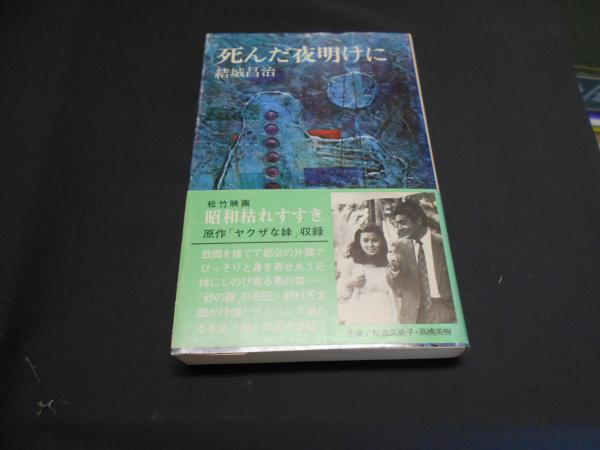 死んだ夜明けに
結城昌治
松竹映画
昭和枯れすすき
原作「ヤクザな妹」収録
故郷を捨てて都会の片隅で
ひっそりと身を寄せあう兄
妹にしのび寄る悪の突――
「砂の器」の名匠・野村芳太
郎が抒情とサスペンス溢れ
る手法で描く
主演/秋吉久美子・高橋英樹